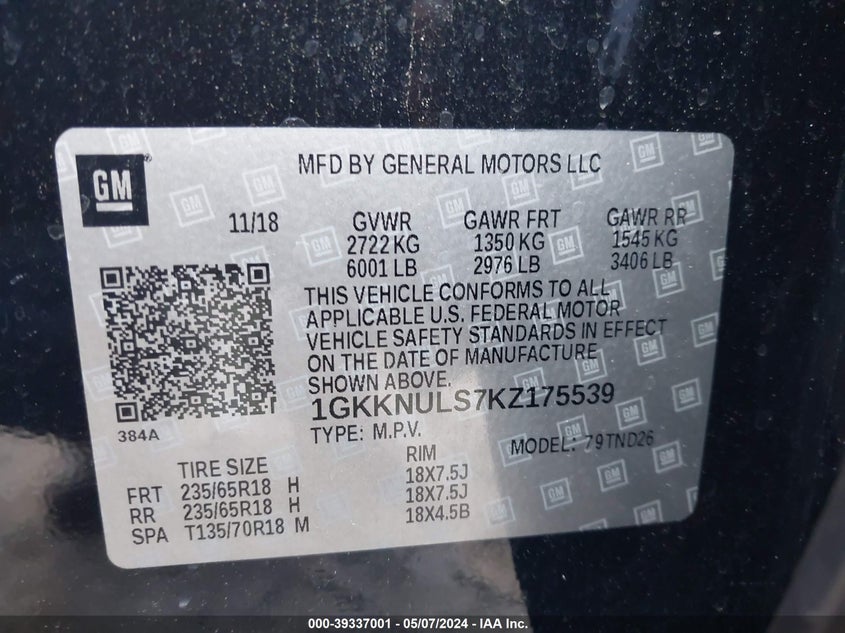 GM
MFD BY GENERAL MOTORS LLC
11/18 GVWR GAWR FRT GAWR RR
2722 KG 1350 KG 1545 KG
6001 LB 2976 LB 3406 LB
THIS VEHICLE CONFORMS TO ALL
APPLICABLE U.S. FEDERAL MOTOR
VEHICLE SAFETY STANDARDS IN EFFECT
ON THE DATE OF MANUFACTURE
SHOWN ABOVE.
1GKKNULS7KZ175539
384A
TYPE: M.P.V. MODEL: 79TND26
TIRE SIZE RIM
FRT 235/65R18 H 18X7.5J
RR 235/65R18 H 18X7.5J
SPA T135/70R18 M 18X4.5B
000-39337001 - 05/07/2024 - IAA Inc.